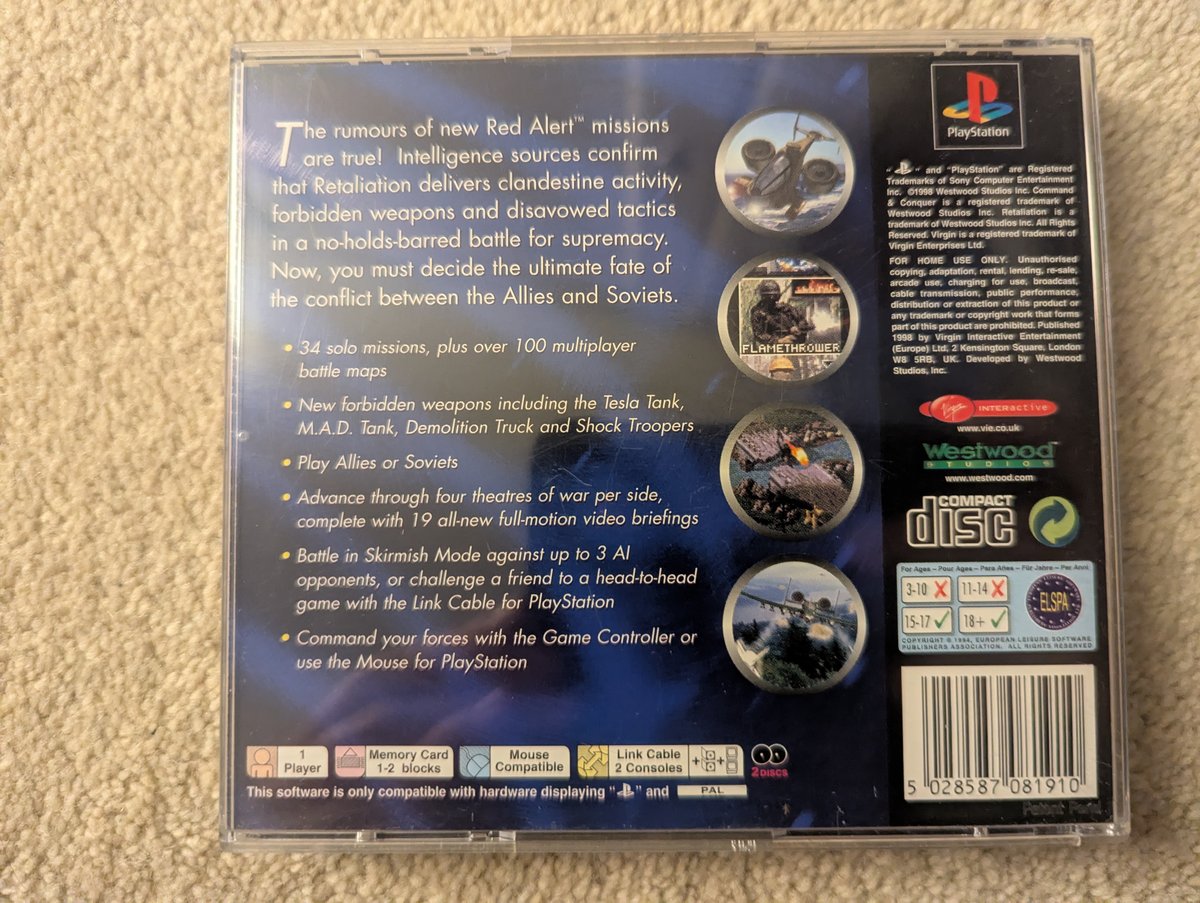 The rumours of new Red Alert™ missions
are true! Intelligence sources confirm
that Retaliation delivers clandestine activity,
forbidden weapons and disavowed tactics
in a no-holds-barred battle for supremacy.
Now, you must decide the ultimate fate of
the conflict between the Allies and Soviets.
• 34 solo missions, plus over 100 multiplayer
battle maps
• New forbidden weapons including the Tesla Tank,
M.A.D. Tank, Demolition Truck and Shock Troopers
• Play Allies or Soviets
• Advance through four theatres of war per side,
complete with 19 all-new full-motion video briefings
• Battle in Skirmish Mode against up to 3 AI
opponents, or challenge a friend to a head-to-head
game with the Link Cable for PlayStation
• Command your forces with the Game Controller or
use the Mouse for PlayStation
FLAMETHROWER
PlayStation
" " and "PlayStation" are Registered
Trademarks of Sony Computer Entertainment
Inc. ©1998 Westwood Studios Inc. Command
& Conquer is a registered trademark of
Westwood Studios Inc. Retaliation is a
trademark of Westwood Studios Inc. All Rights
Reserved. Virgin is a registered trademark of
Virgin Enterprises Ltd.
FOR HOME USE ONLY. Unauthorised
copying, adaptation, rental, lending, re-sale,
arcade use, charging for use, broadcast,
cable transmission, public performance,
distribution or extraction of this product or
any trademark or copyright work that forms
part of this product are prohibited. Published
1998 by Virgin Interactive Entertainment
(Europe) Ltd, 2 Kensington Square, London
W8 5RB, UK. Developed by Westwood
Studios, Inc.
Virgin INTERACTIVE
www.vie.co.uk
Westwood™
STUDIOS
www.westwood.com
COMPACT
disc
For Ages – Pour Ages – Para Altes – Für Jahre – Per Anni
3-10 11-14
15-17 18+
ELSPA
COPYRIGHT © 1994, EUROPEAN LEISURE SOFTWARE
PUBLISHERS ASSOCIATION. ALL RIGHTS RESERVED
5 028587 081910
1
Player
Memory Card
1-2 blocks
Mouse
Compatible
Link Cable
2 Consoles
2 DISCS
This software is only compatible with hardware displaying " " and PAL